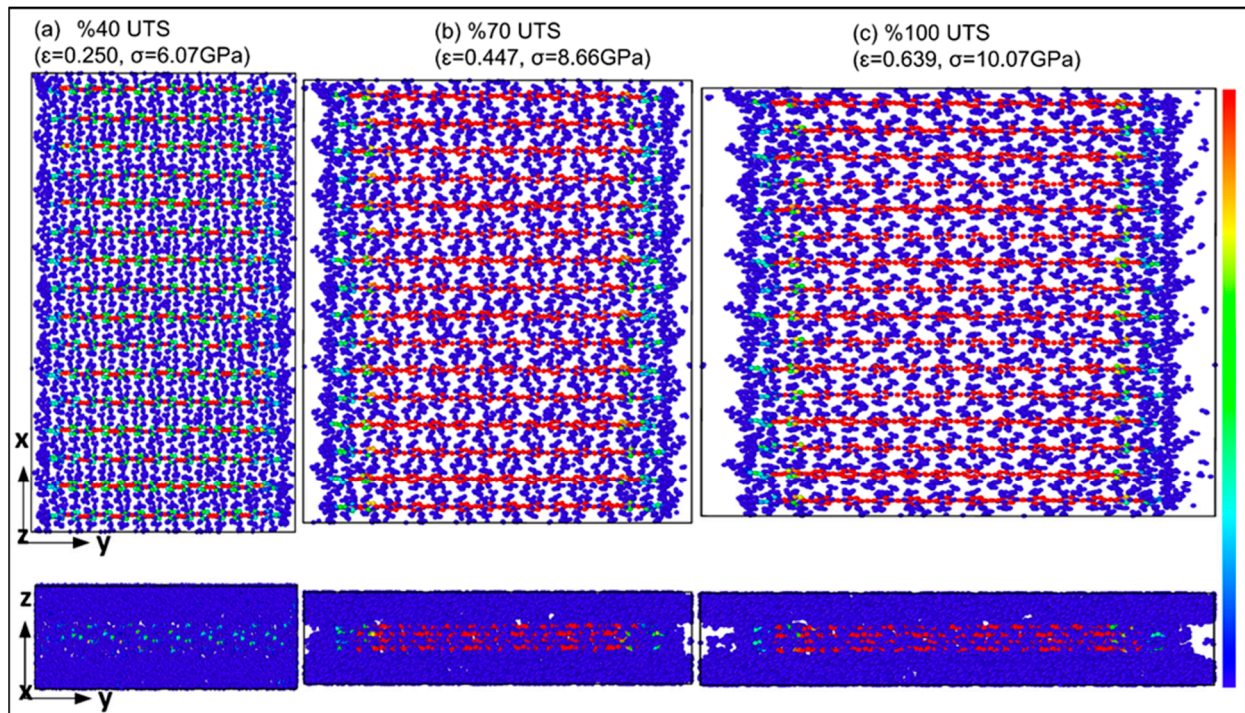 (a) %40 UTS
(ε=0.250, σ=6.07GPa)
(b) %70 UTS
(ε=0.447, σ=8.66GPa)
(c) %100 UTS
(ε=0.639, σ=10.07GPa)
x
z y
z
x y